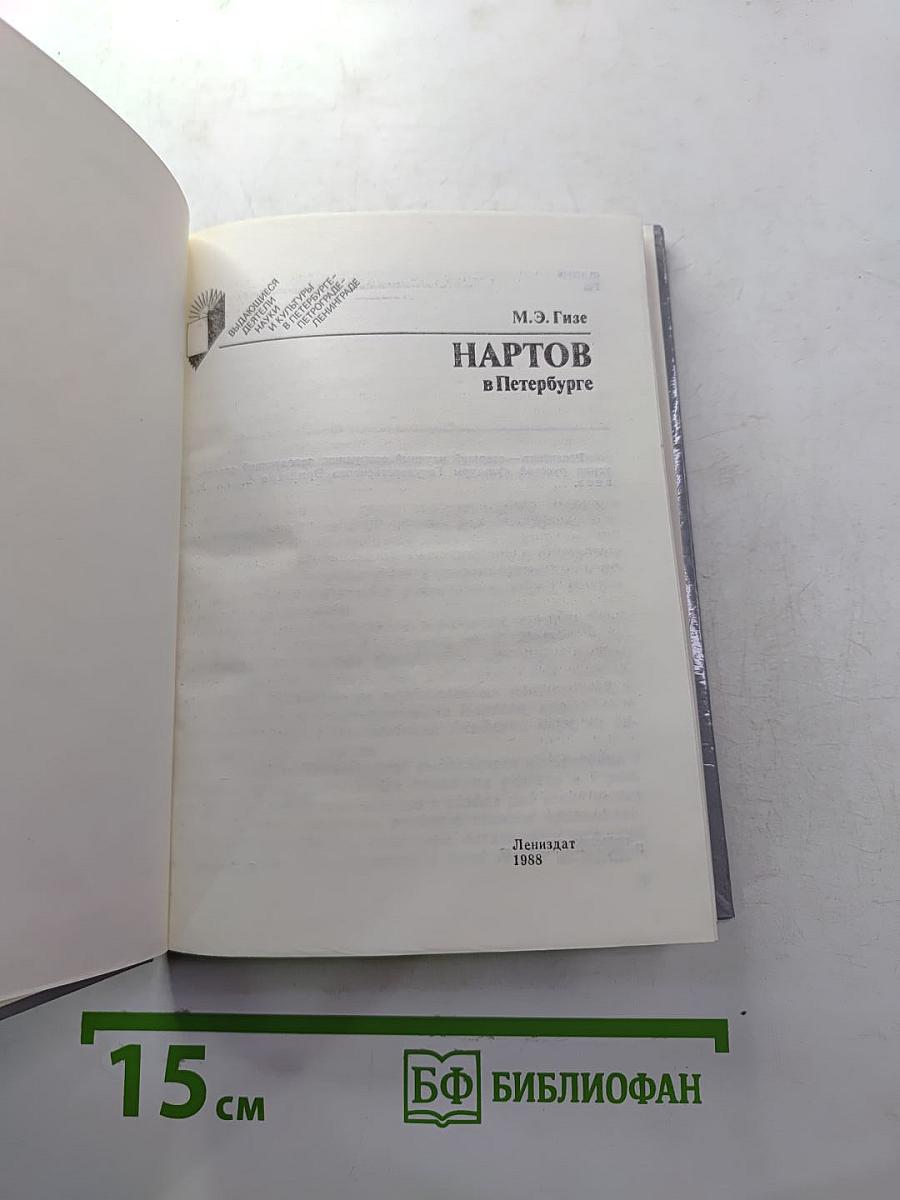 ВЫДАЮЩИЕСЯ
ДЕЯТЕЛИ
НАУКИ
И КУЛЬТУРЫ
В ПЕТЕРБУРГЕ–
ПЕТРОГРАДЕ–
ЛЕНИНГРАДЕ
М.Э. Гизе
НАРТОВ
в Петербурге
Лениздат
1988
15 см
БФ БИБЛИОФАН